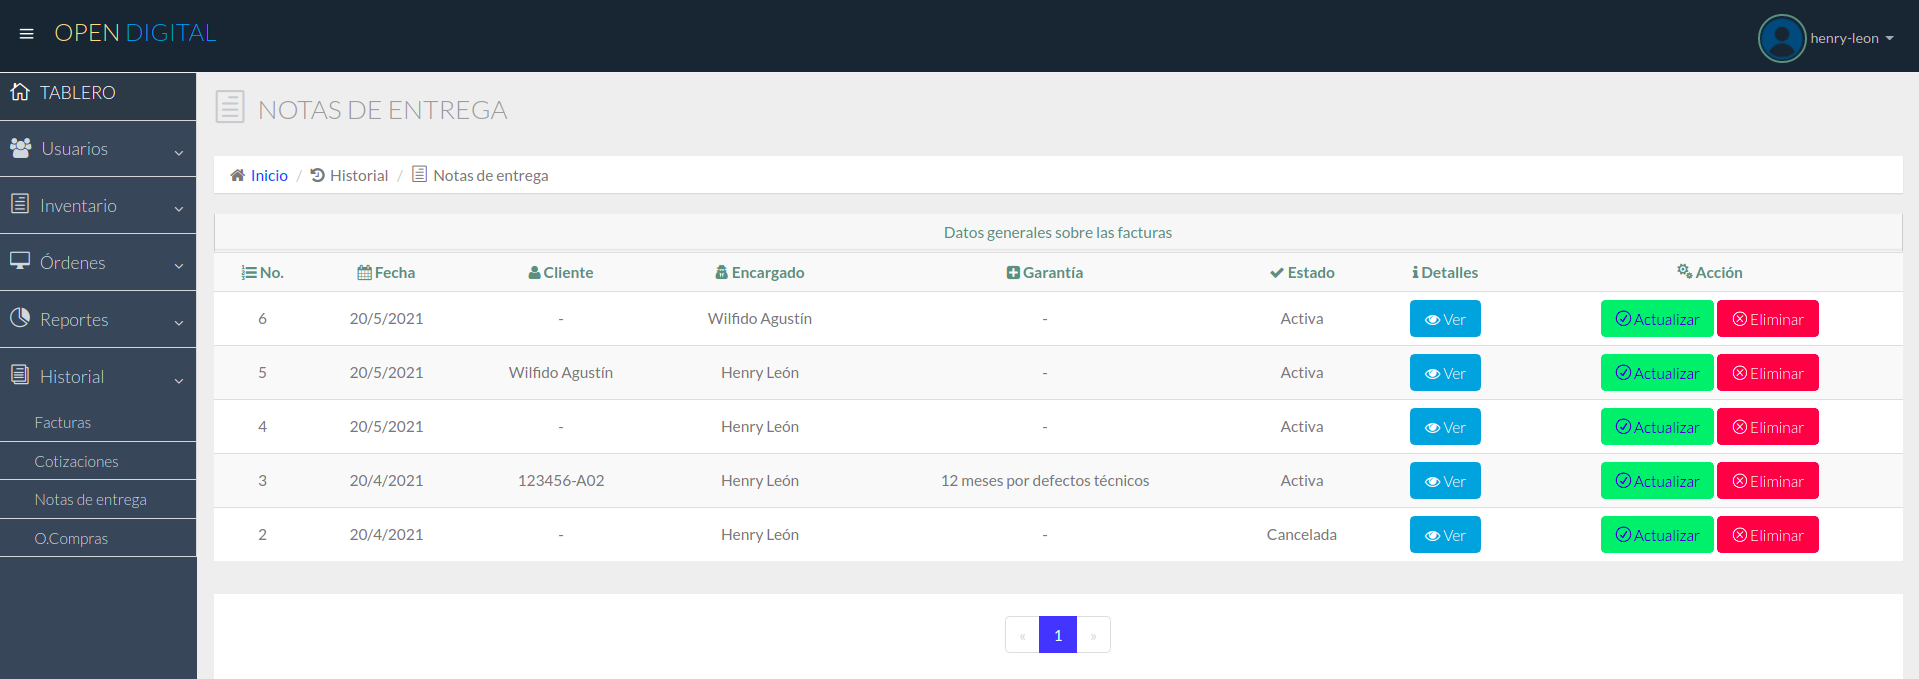 OPEN DIGITAL
henry-leon
TABLERO
Usuarios
Inventario
Órdenes
Reportes
Historial
Facturas
Cotizaciones
Notas de entrega
O.Compras
NOTAS DE ENTREGA
Inicio / Historial / Notas de entrega
Datos generales sobre las facturas
No. Fecha Cliente Encargado Garantía Estado Detalles Acción
6 20/5/2021 - Wilfido Agustín - Activa Ver Actualizar Eliminar
5 20/5/2021 Wilfido Agustín Henry León - Activa Ver Actualizar Eliminar
4 20/5/2021 - Henry León - Activa Ver Actualizar Eliminar
3 20/4/2021 123456-A02 Henry León 12 meses por defectos técnicos Activa Ver Actualizar Eliminar
2 20/4/2021 - Henry León - Cancelada Ver Actualizar Eliminar
« 1 »